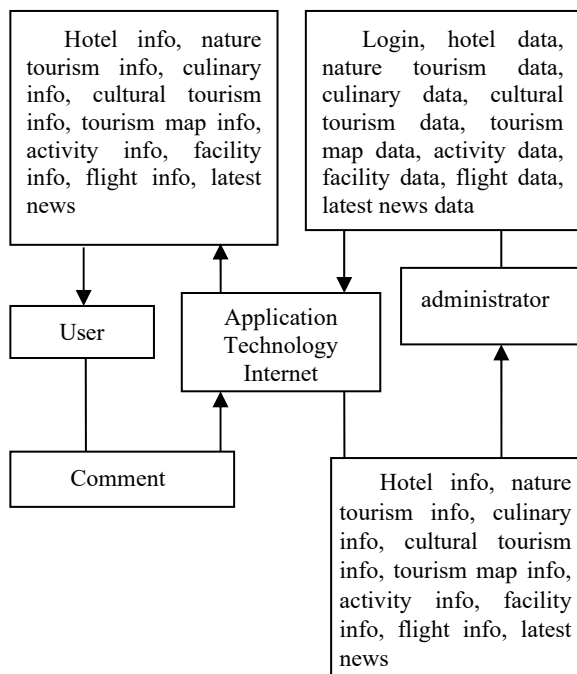 Hotel info, nature
tourism info, culinary
info, cultural tourism
info, tourism map info,
activity info, facility
info, flight info, latest
news
Login, hotel data,
nature tourism data,
culinary data, cultural
tourism data, tourism
map data, activity data,
facility data, flight data,
latest news data
User
Application
Technology
Internet
administrator
Comment
Hotel info, nature
tourism info, culinary
info, cultural tourism
info, tourism map info,
activity info, facility
info, flight info, latest
news